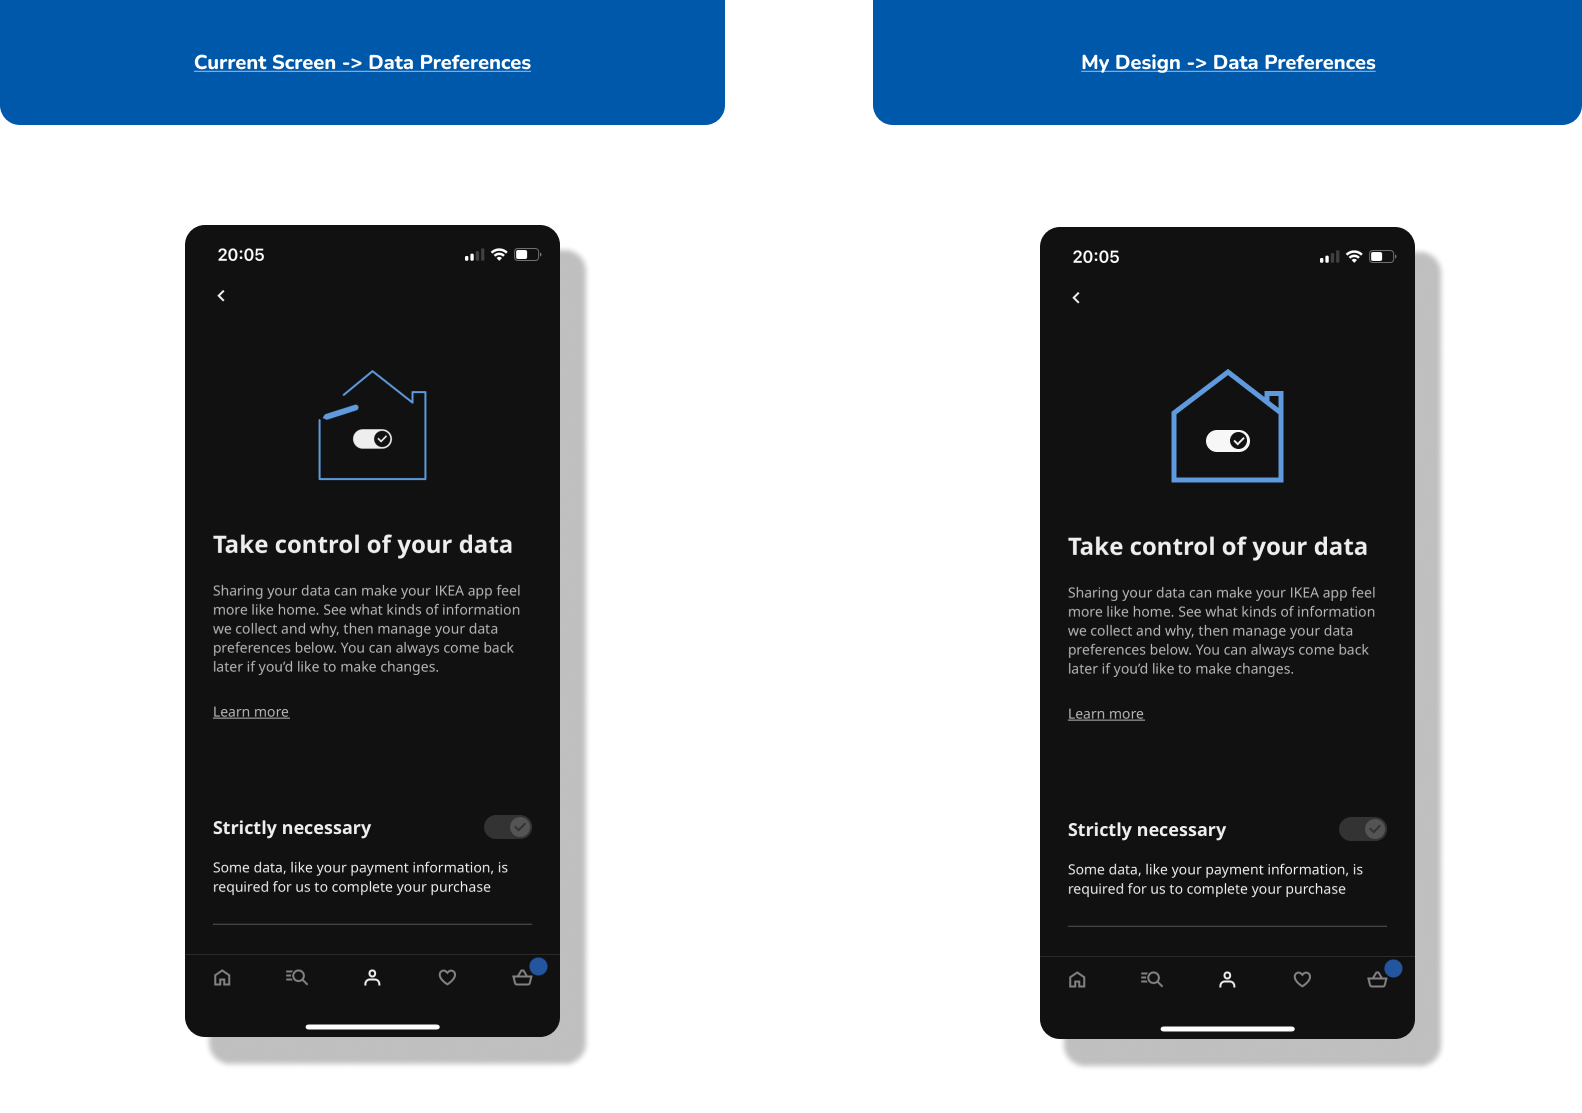 Current Screen -> Data Preferences
My Design -> Data Preferences
20:05
Take control of your data
Sharing your data can make your IKEA app feel
more like home. See what kinds of information
we collect and why, then manage your data
preferences below. You can always come back
later if you’d like to make changes.
Learn more
Strictly necessary
Some data, like your payment information, is
required for us to complete your purchase
20:05
Take control of your data
Sharing your data can make your IKEA app feel
more like home. See what kinds of information
we collect and why, then manage your data
preferences below. You can always come back
later if you’d like to make changes.
Learn more
Strictly necessary
Some data, like your payment information, is
required for us to complete your purchase